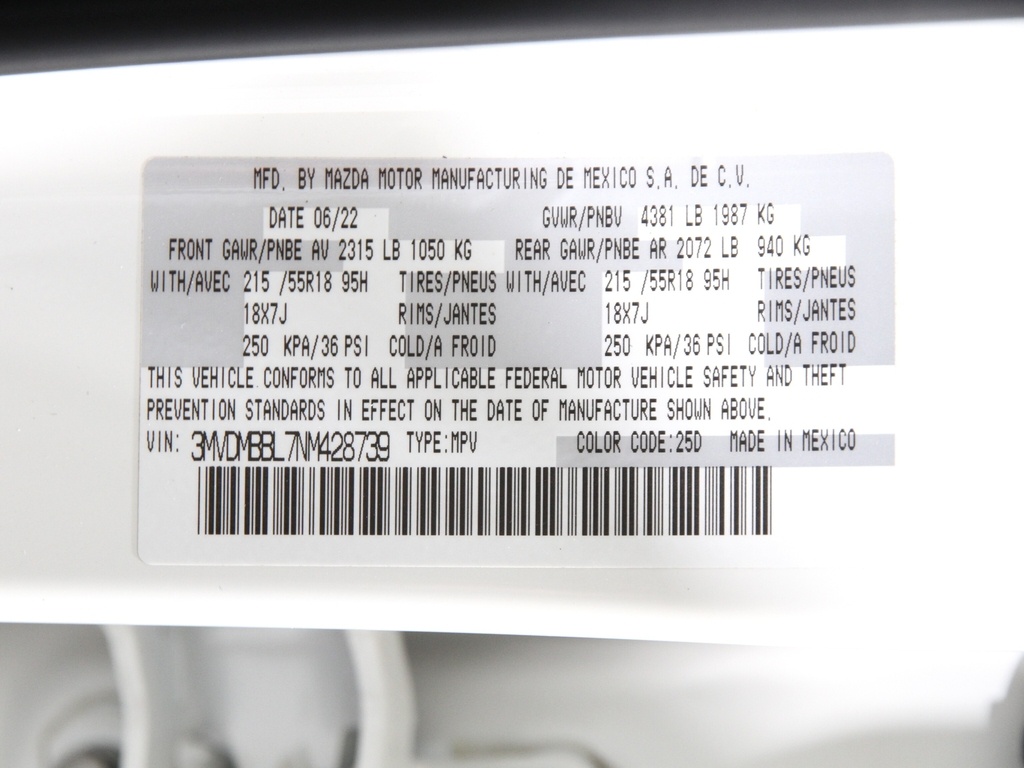 MFD. BY MAZDA MOTOR MANUFACTURING DE MEXICO S.A. DE C.V.
DATE 06/22 GVWR/PNBV 4381 LB 1987 KG
FRONT GAWR/PNBE AV 2315 LB 1050 KG REAR GAWR/PNBE AR 2072 LB 940 KG
WITH/AVEC 215 /55R18 95H TIRES/PNEUS WITH/AVEC 215 /55R18 95H TIRES/PNEUS
18X7J RIMS/JANTES 18X7J RIMS/JANTES
250 KPA/36 PSI COLD/A FROID 250 KPA/36 PSI COLD/A FROID
THIS VEHICLE CONFORMS TO ALL APPLICABLE FEDERAL MOTOR VEHICLE SAFETY AND THEFT
PREVENTION STANDARDS IN EFFECT ON THE DATE OF MANUFACTURE SHOWN ABOVE.
VIN: 3MVDMBBL7NM428739 TYPE:MPV COLOR CODE:25D MADE IN MEXICO